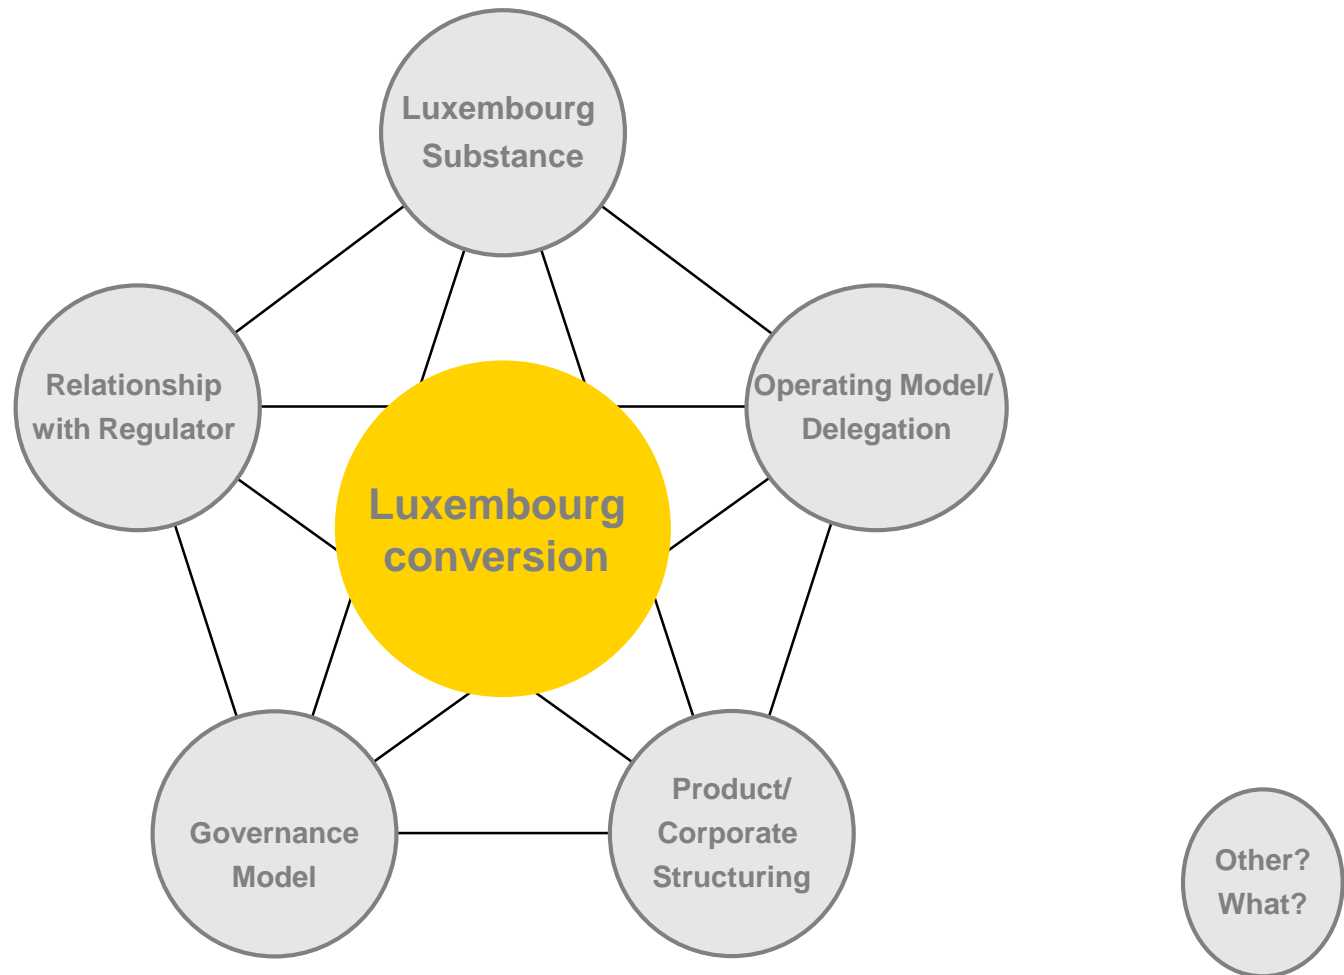 Luxembourg
Substance
Relationship
with Regulator
Operating Model/
Delegation
Luxembourg
conversion
Governance
Model
Product/
Corporate
Structuring
Other?
What?